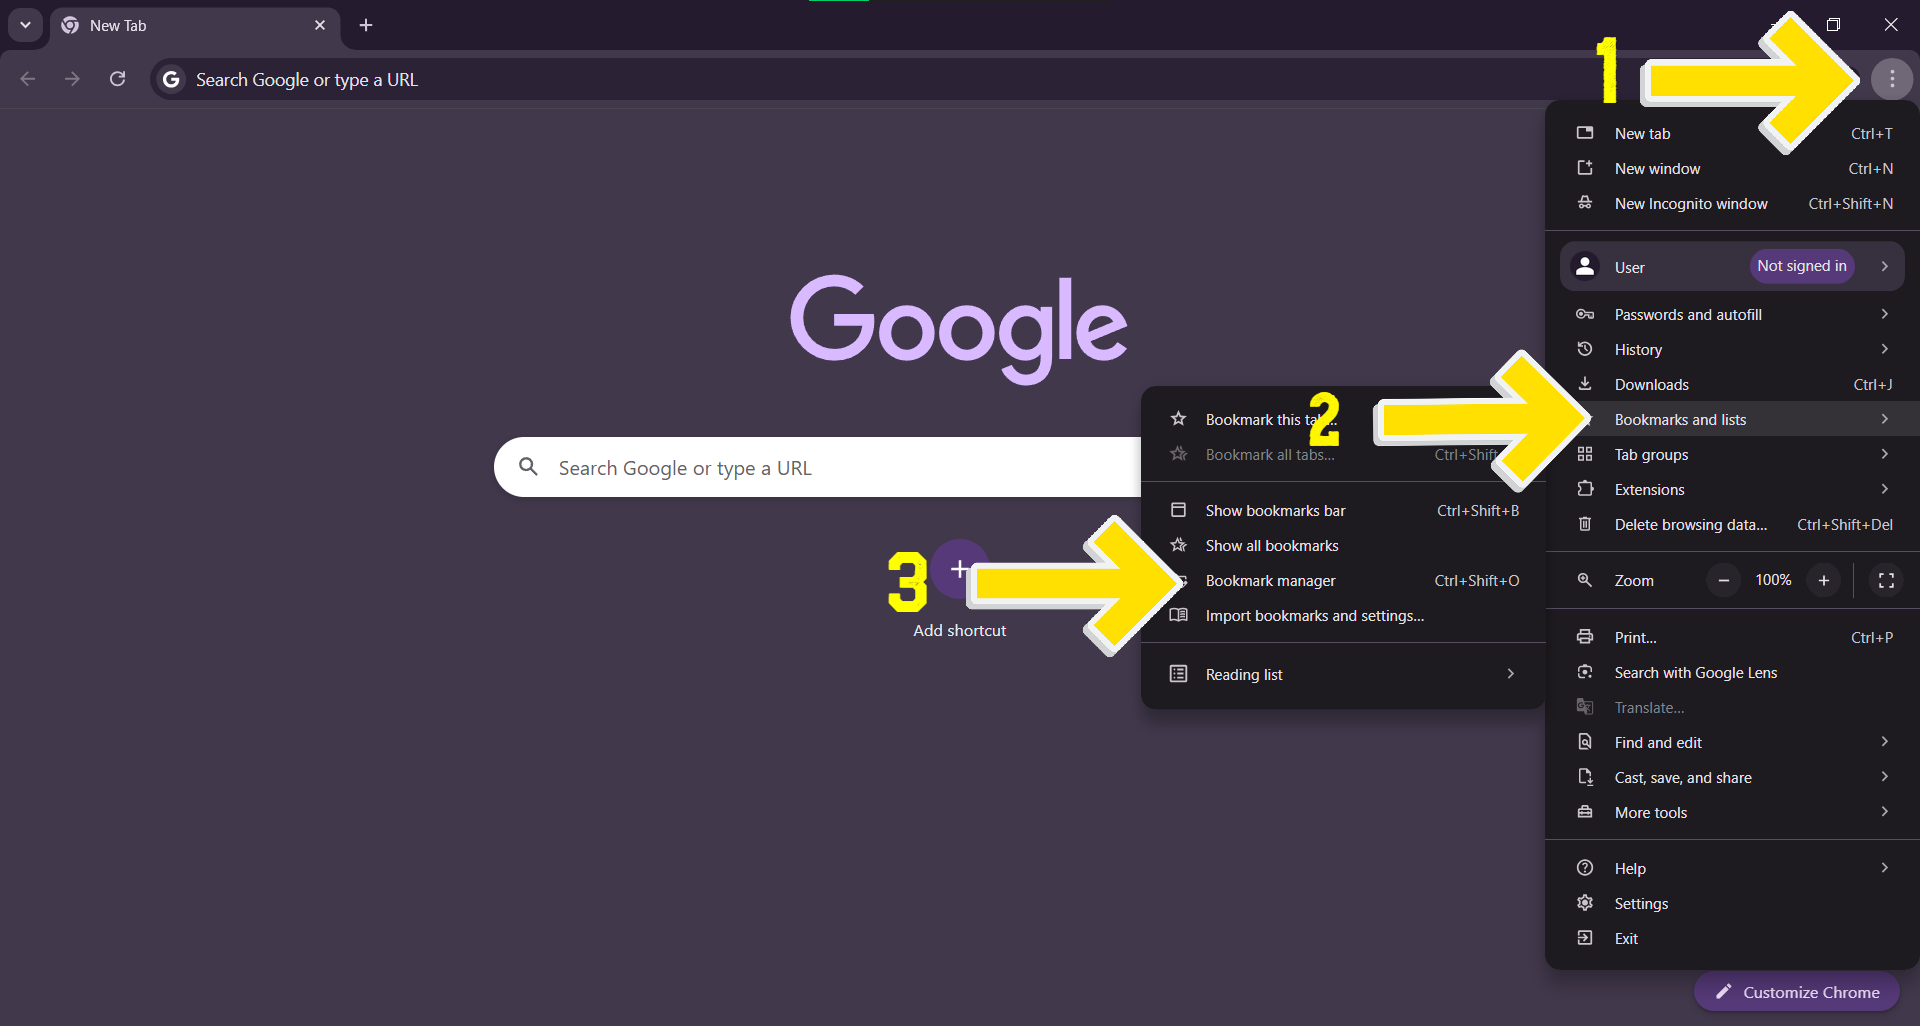 New Tab
Search Google or type a URL
1
New tab Ctrl+T
New window Ctrl+N
New Incognito window Ctrl+Shift+N
User Not signed in
Passwords and autofill
History
Downloads Ctrl+J
Bookmarks and lists
Tab groups
Extensions
Delete browsing data... Ctrl+Shift+Del
Zoom − 100% +
Print... Ctrl+P
Search with Google Lens
Translate...
Find and edit
Cast, save, and share
More tools
Help
Settings
Exit
Google
Search Google or type a URL
Add shortcut
2
Bookmark this
Bookmark all tabs... Ctrl+Shift
Show bookmarks bar Ctrl+Shift+B
Show all bookmarks
3
Bookmark manager Ctrl+Shift+O
Import bookmarks and settings...
Reading list
Customize Chrome